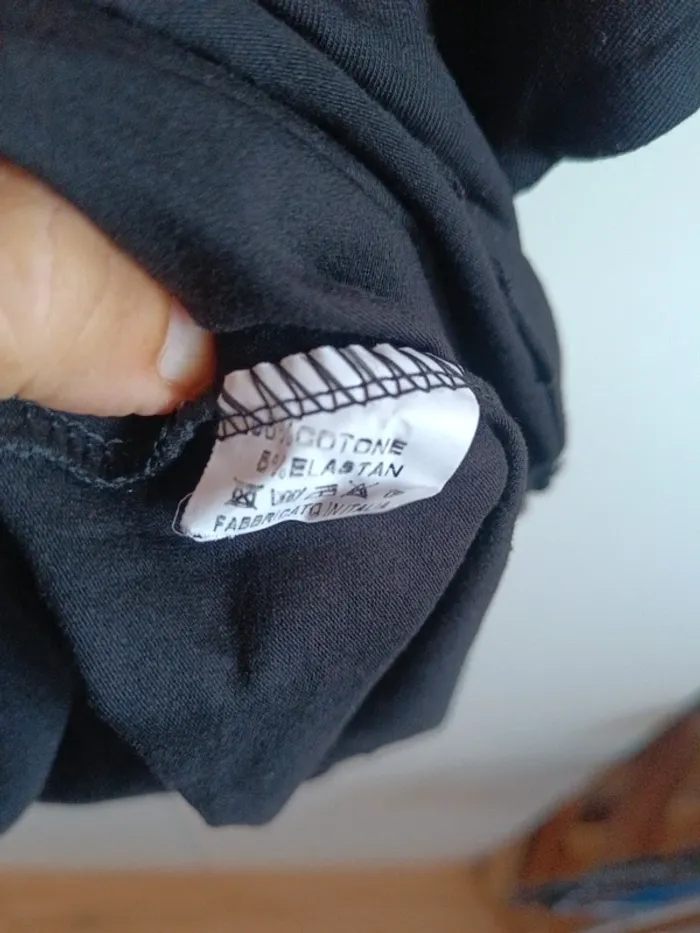 COTONE
5% ELASTAN
FABBRICATO IN ITALIA